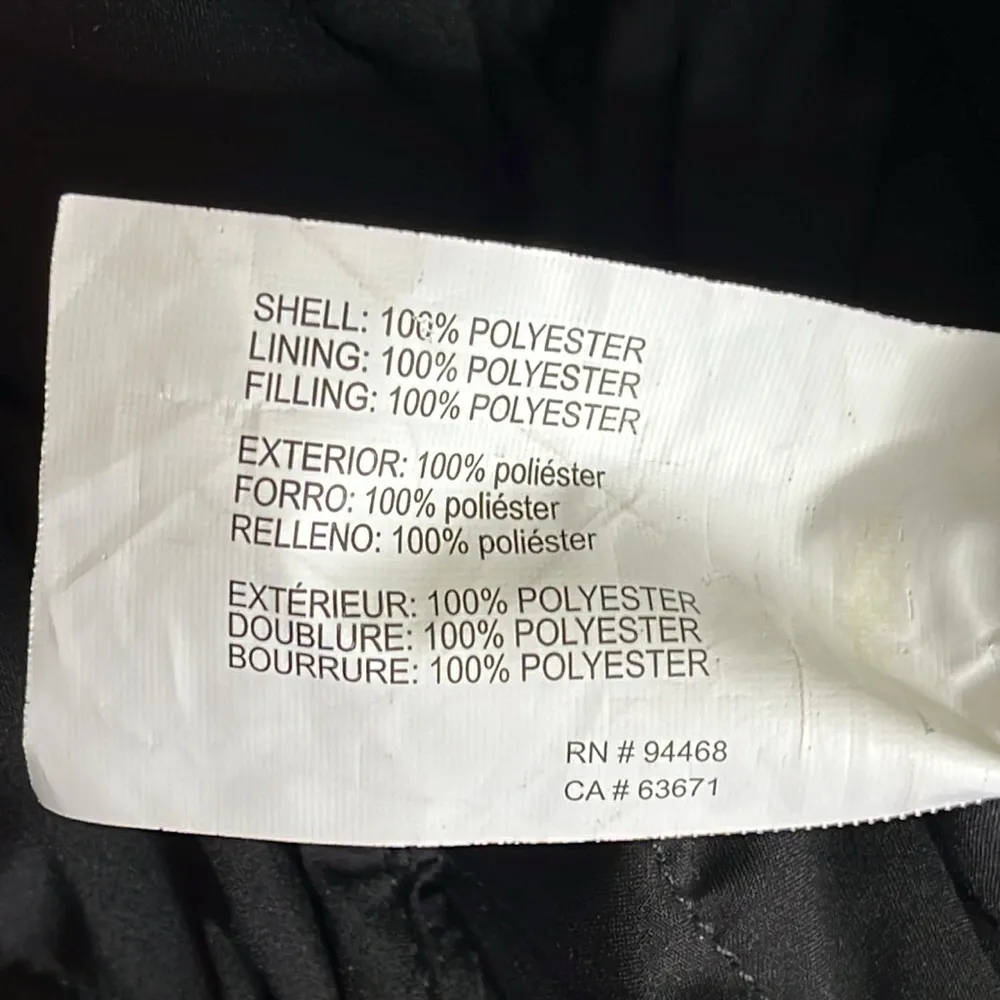 SHELL: 100% POLYESTER
LINING: 100% POLYESTER
FILLING: 100% POLYESTER
EXTERIOR: 100% poliéster
FORRO: 100% poliéster
RELLENO: 100% poliéster
EXTÉRIEUR: 100% POLYESTER
DOUBLURE: 100% POLYESTER
BOURRURE: 100% POLYESTER
RN # 94468
CA # 63671